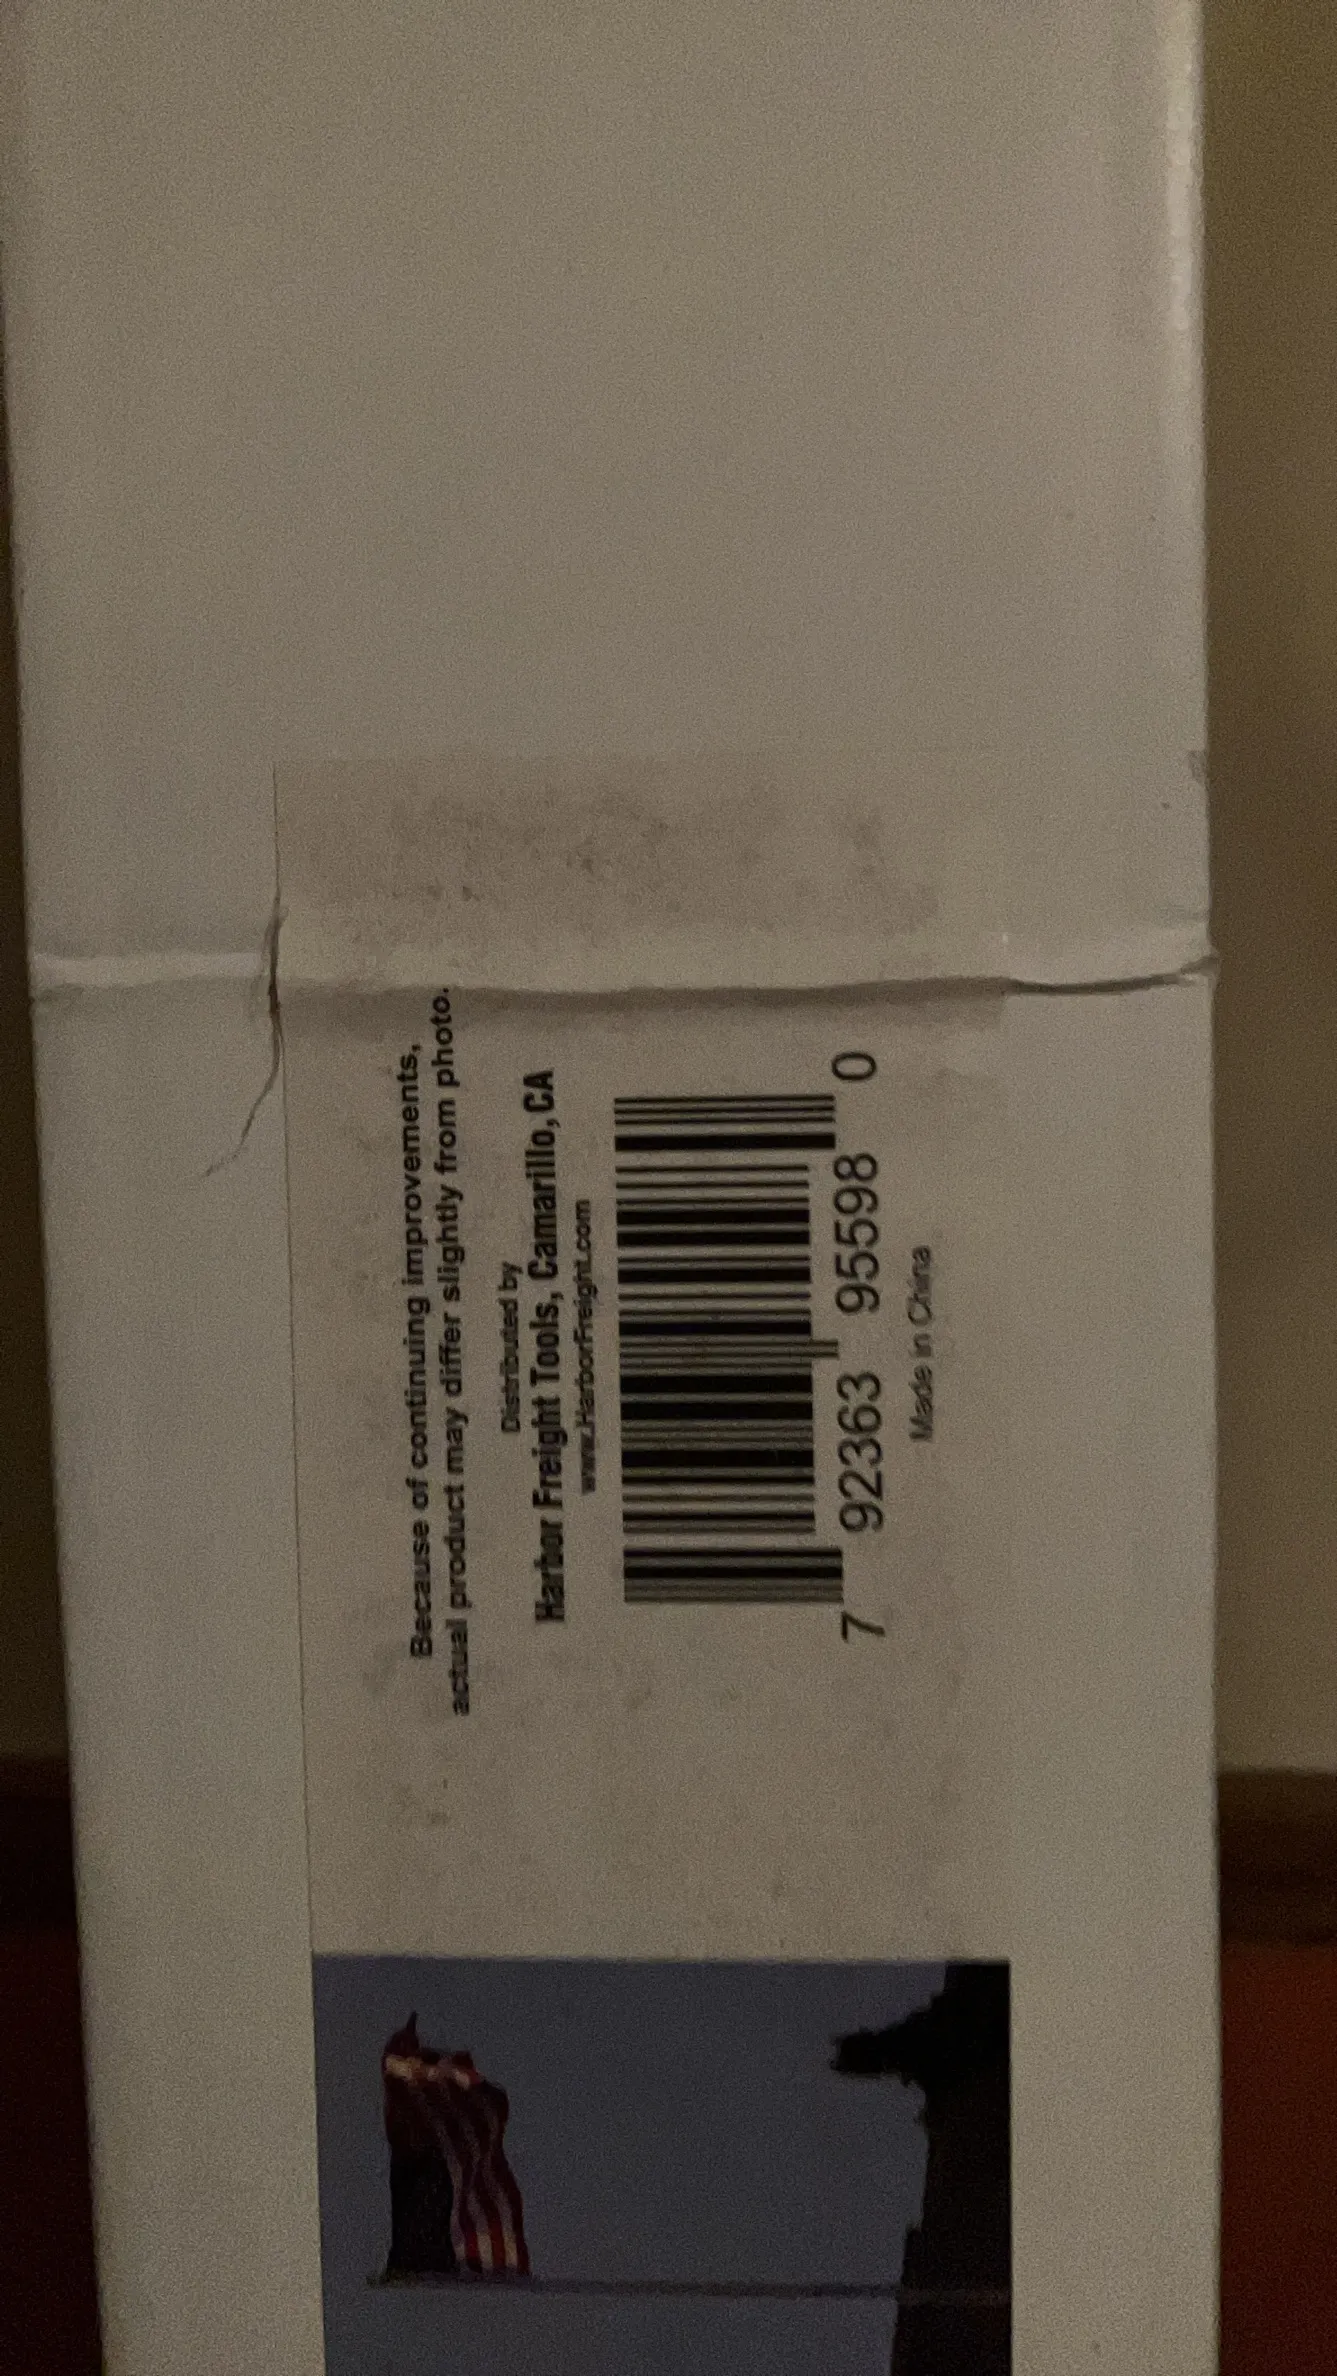 Because of continuing improvements,
actual product may differ slightly from photo.
Distributed by
Harbor Freight Tools, Camarillo, CA
www.HarborFreight.com
7 92363 95598 0
Made in China